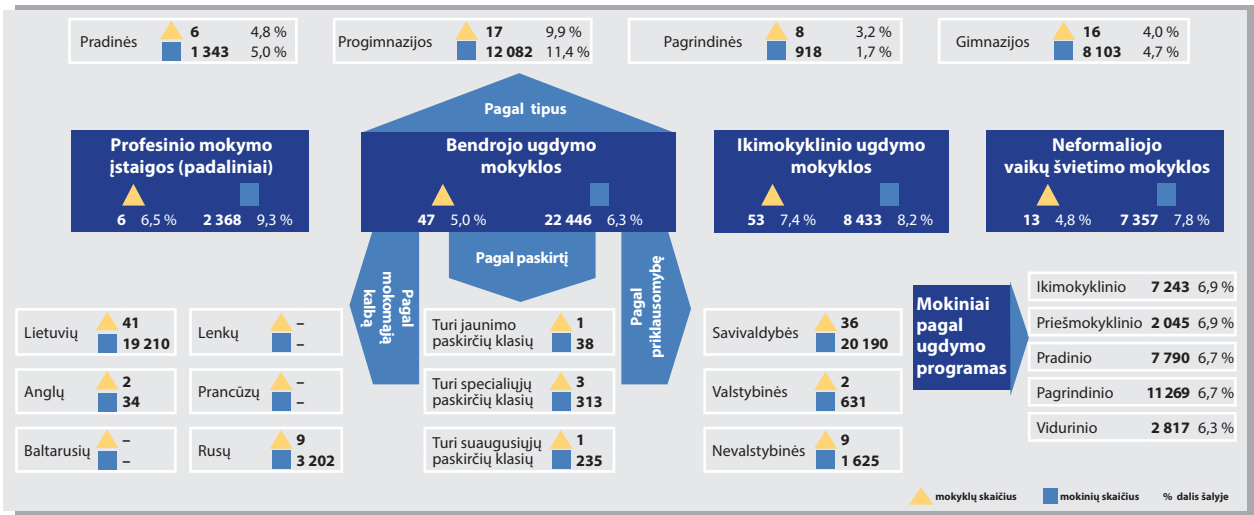 Pradinės
6 4,8 %
1 343 5,0 %
Progimnazijos
17 9,9 %
12 082 11,4 %
Pagrindinės
8 3,2 %
918 1,7 %
Gimnazijos
16 4,0 %
8 103 4,7 %
Pagal tipus
Profesinio mokymo
įstaigos (padaliniai)
6 6,5 % 2 368 9,3 %
Bendrojo ugdymo
mokyklos
47 5,0 % 22 446 6,3 %
Ikimokyklinio ugdymo
mokyklos
53 7,4 % 8 433 8,2 %
Neformaliojo
vaikų švietimo mokyklos
13 4,8 % 7 357 7,8 %
Pagal
mokomąją
kalbą
Pagal paskirtį
Pagal
priklausomybę
Lietuvių
41
19 210
Lenkų
–
–
Anglų
2
34
Prancūzų
–
–
Baltarusių
–
–
Rusų
9
3 202
Turi jaunimo
paskirčių klasių
1
38
Turi specialiųjų
paskirčių klasių
3
313
Turi suaugusiųjų
paskirčių klasių
1
235
Savivaldybės
36
20 190
Valstybinės
2
631
Nevalstybinės
9
1 625
Mokiniai
pagal
ugdymo
programas
Ikimokyklinio 7 243 6,9 %
Priešmokyklinio 2 045 6,9 %
Pradinio 7 790 6,7 %
Pagrindinio 11 269 6,7 %
Vidurinio 2 817 6,3 %
mokyklų skaičius mokinių skaičius % dalis šalyje